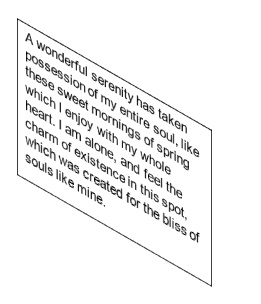 A wonderful serenity has taken
possession of my entire soul, like
these sweet mornings of spring
which I enjoy with my whole
heart. I am alone, and feel the
charm of existence in this spot,
which was created for the bliss of
souls like mine.